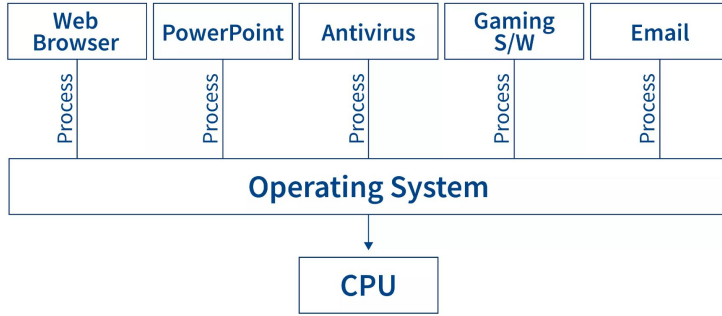 Web
Browser
PowerPoint
Antivirus
Gaming
S/W
Email
Process
Process
Process
Process
Process
Operating System
CPU